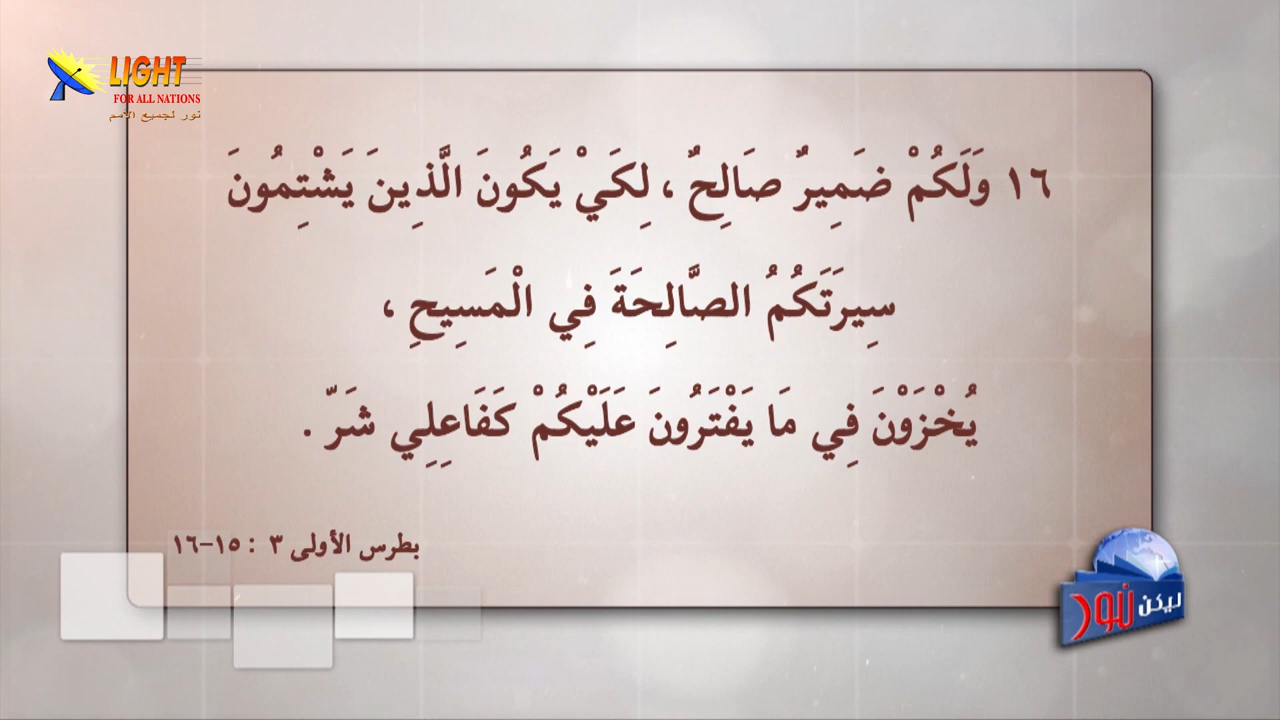 LIGHT
FOR ALL NATIONS
نور لجميع الأمم
١٦ وَلَكُمْ ضَمِيرٌ صَالِحٌ ، لِكَيْ يَكُونَ الَّذِينَ يَشْتِمُونَ
سِيرَتَكُمُ الصَّالِحَةَ فِي الْمَسِيحِ ،
يُخْزَوْنَ فِي مَا يَفْتَرُونَ عَلَيْكُمْ كَفَاعِلِي شَرّ .
بطرس الأولى ٣ : ١٥-١٦
ليكن نور